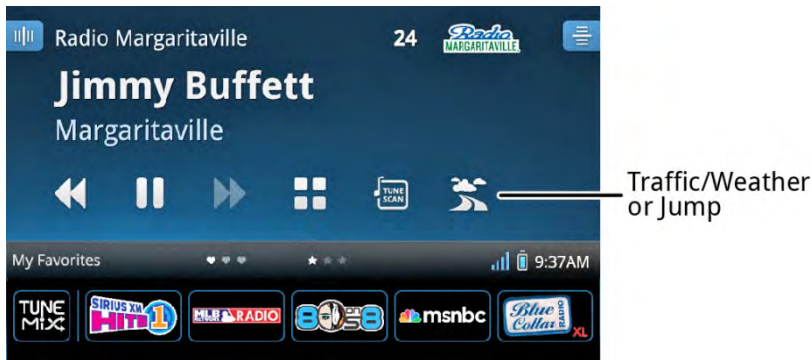 Radio Margaritaville 24 Radio MARGARITAVILLE
Jimmy Buffett
Margaritaville
TUNE SCAN
Traffic/Weather
or Jump
My Favorites 9:37AM
TUNE MiX: SIRIUS XM HITS 1 MLB NETWORK RADIO 80s on 8 msnbc Blue Collar RADIO XL